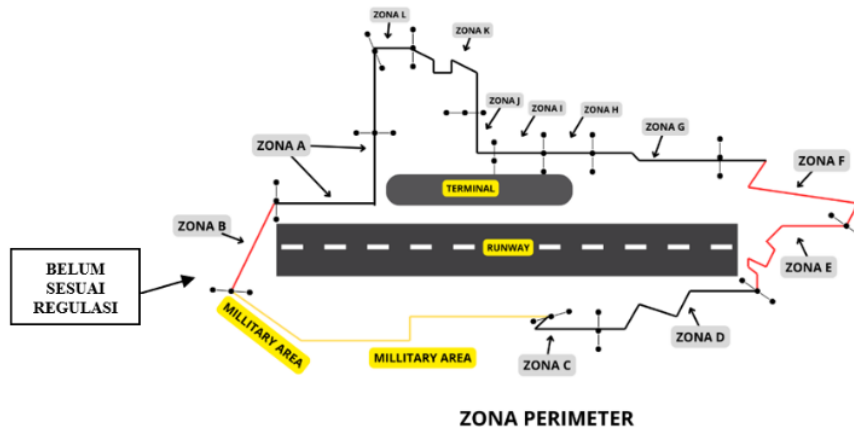 ZONA L
ZONA K
ZONA J
ZONA I
ZONA H
ZONA G
ZONA A
ZONA F
TERMINAL
ZONA B
RUNWAY
BELUM
SESUAI
REGULASI
ZONA E
MILLITARY AREA
MILLITARY AREA
ZONA C
ZONA D
ZONA PERIMETER